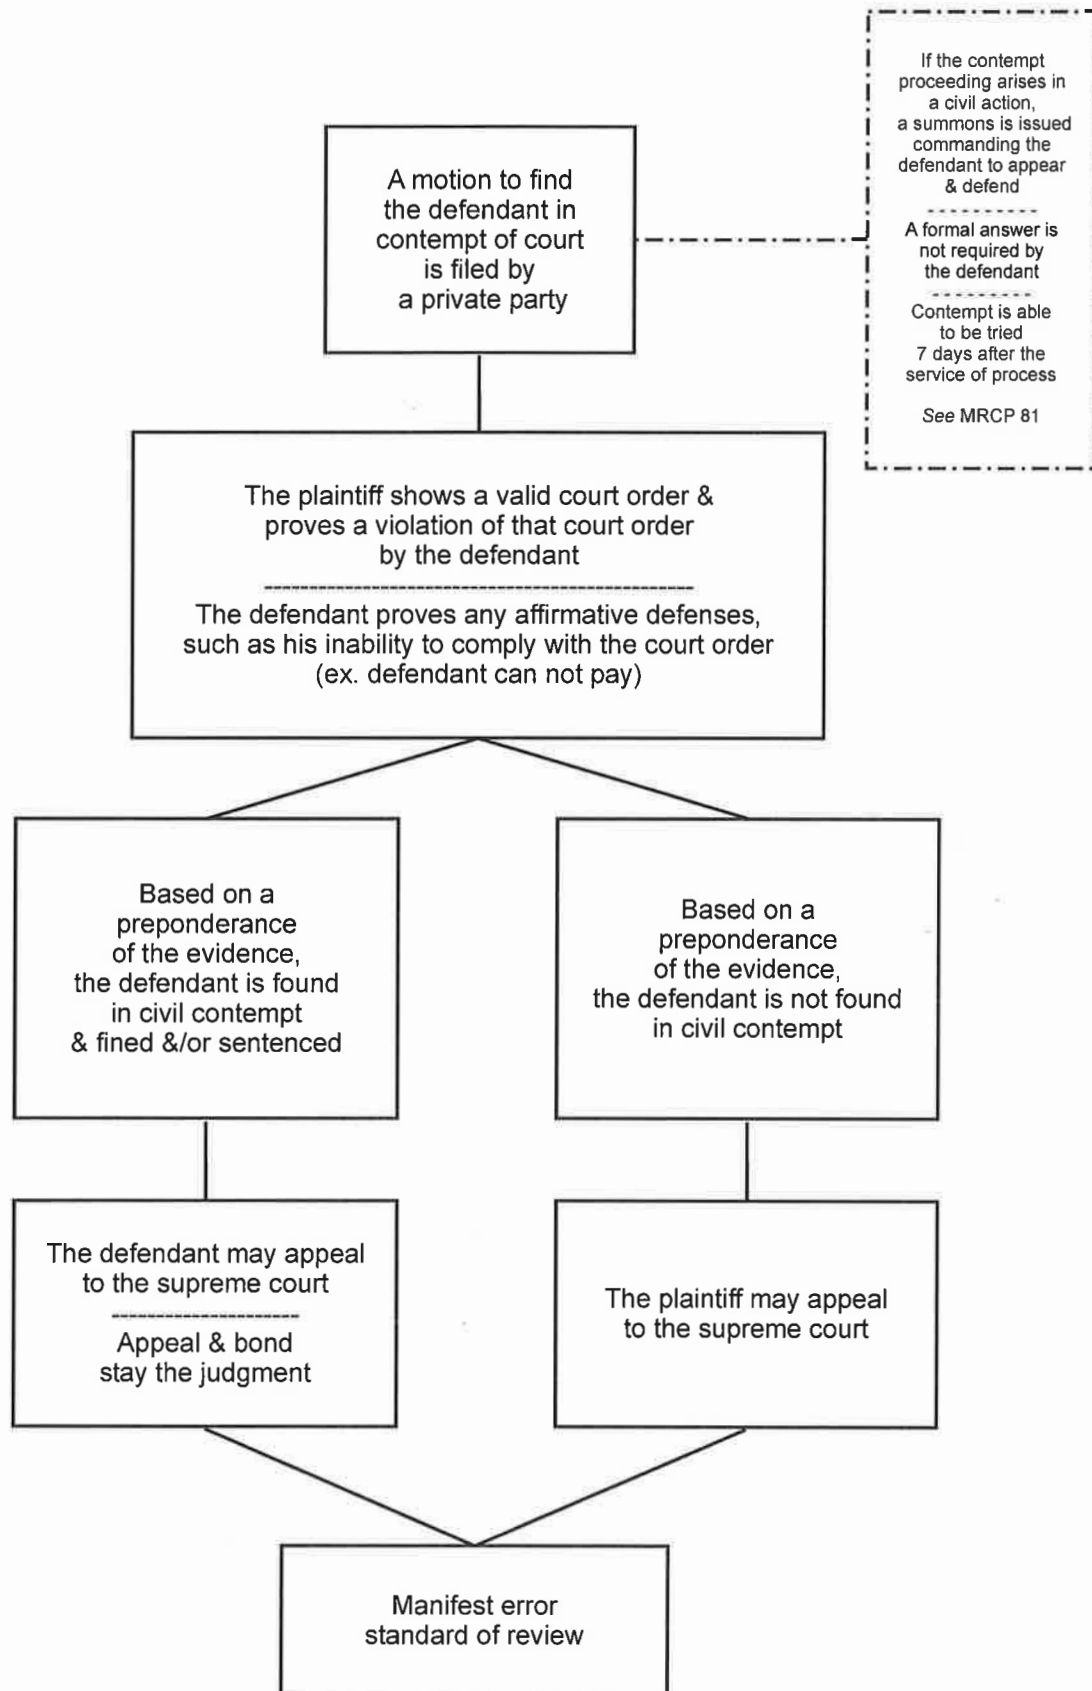 If the contempt
proceeding arises in
a civil action,
a summons is issued
commanding the
defendant to appear
& defend
A formal answer is
not required by
the defendant
Contempt is able
to be tried
7 days after the
service of process
See MRCP 81
A motion to find
the defendant in
contempt of court
is filed by
a private party
The plaintiff shows a valid court order &
proves a violation of that court order
by the defendant
The defendant proves any affirmative defenses,
such as his inability to comply with the court order
(ex. defendant can not pay)
Based on a
preponderance
of the evidence,
the defendant is found
in civil contempt
& fined &/or sentenced
Based on a
preponderance
of the evidence,
the defendant is not found
in civil contempt
The defendant may appeal
to the supreme court
Appeal & bond
stay the judgment
The plaintiff may appeal
to the supreme court
Manifest error
standard of review